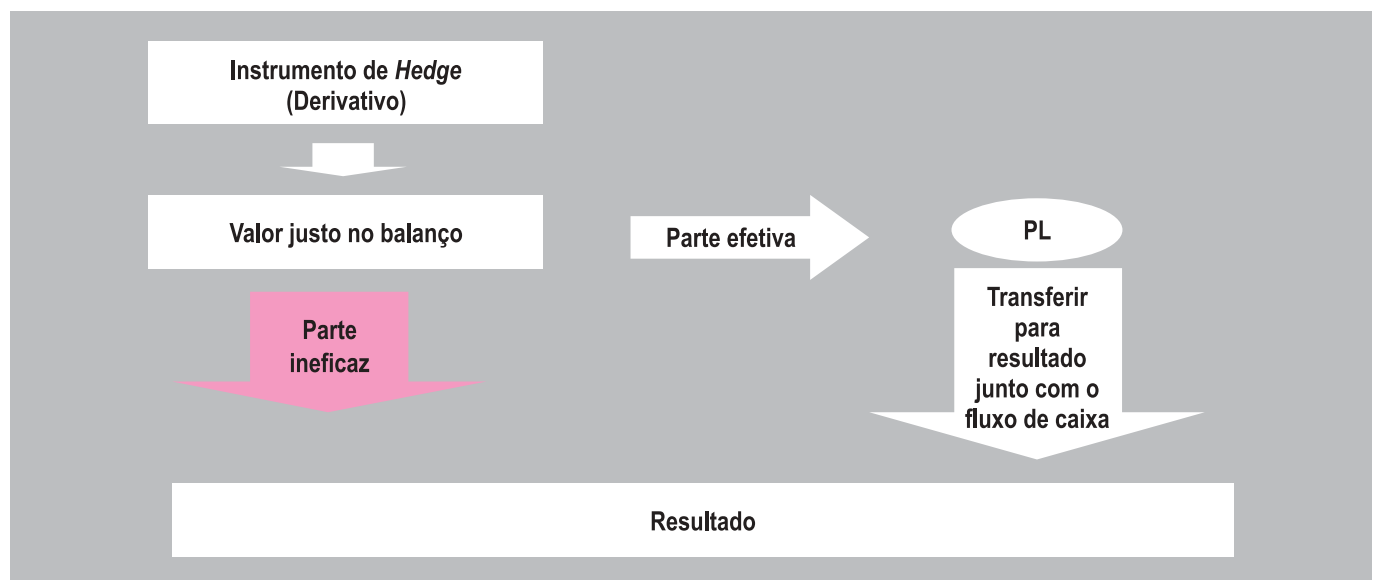 Instrumento de Hedge
(Derivativo)
Valor justo no balanço
Parte efetiva
PL
Parte
ineficaz
Transferir
para
resultado
junto com o
fluxo de caixa
Resultado